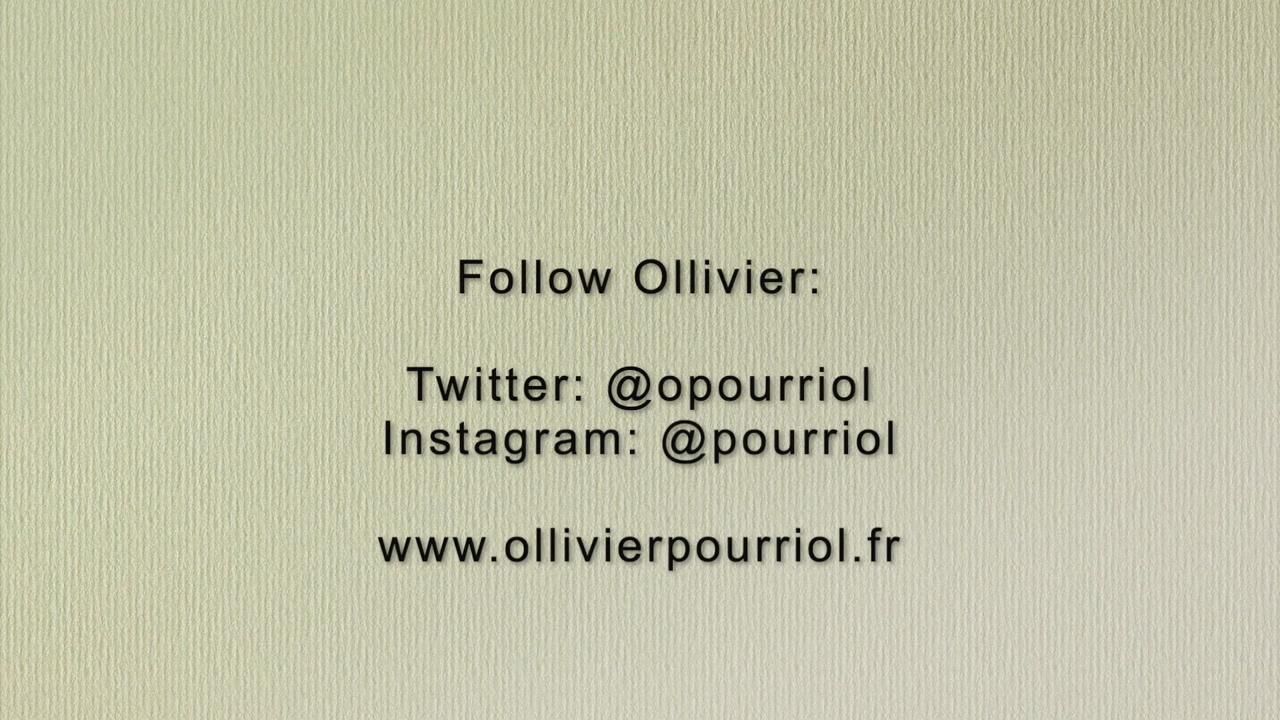 Follow Ollivier:
Twitter: @opourriol
Instagram: @pourriol
www.ollivierpourriol.fr